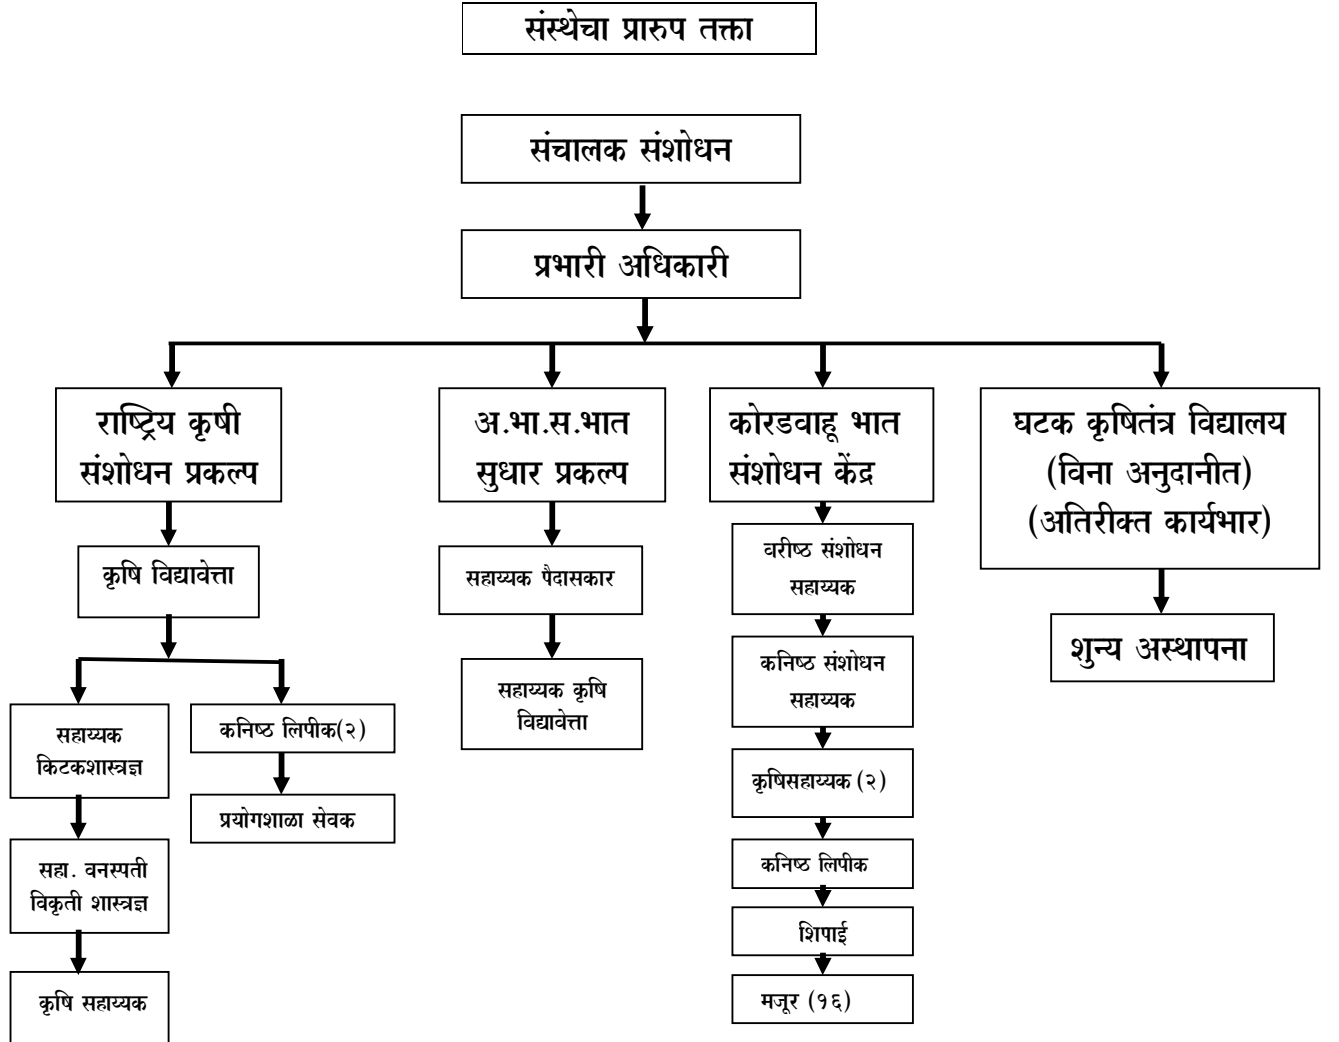 संस्थेचा प्रारुप तक्ता
संचालक संशोधन
प्रभारी अधिकारी
राष्ट्रिय कृषी
संशोधन प्रकल्प
कृषि विद्यावेत्ता
सहाय्यक
किटकशास्त्रज्ञ
सहा. वनस्पती
विकृती शास्त्रज्ञ
कृषि सहाय्यक
कनिष्ठ लिपीक(२)
प्रयोगशाळा सेवक
अ.भा.स.भात
सुधार प्रकल्प
सहाय्यक पैदासकार
सहाय्यक कृषि
विद्यावेत्ता
कोरडवाहू भात
संशोधन केंद्र
वरीष्ठ संशोधन
सहाय्यक
कनिष्ठ संशोधन
सहाय्यक
कृषिसहाय्यक (२)
कनिष्ठ लिपीक
शिपाई
मजूर (१६)
घटक कृषितंत्र विद्यालय
(विना अनुदानीत)
(अतिरीक्त कार्यभार)
शुन्य अस्थापना